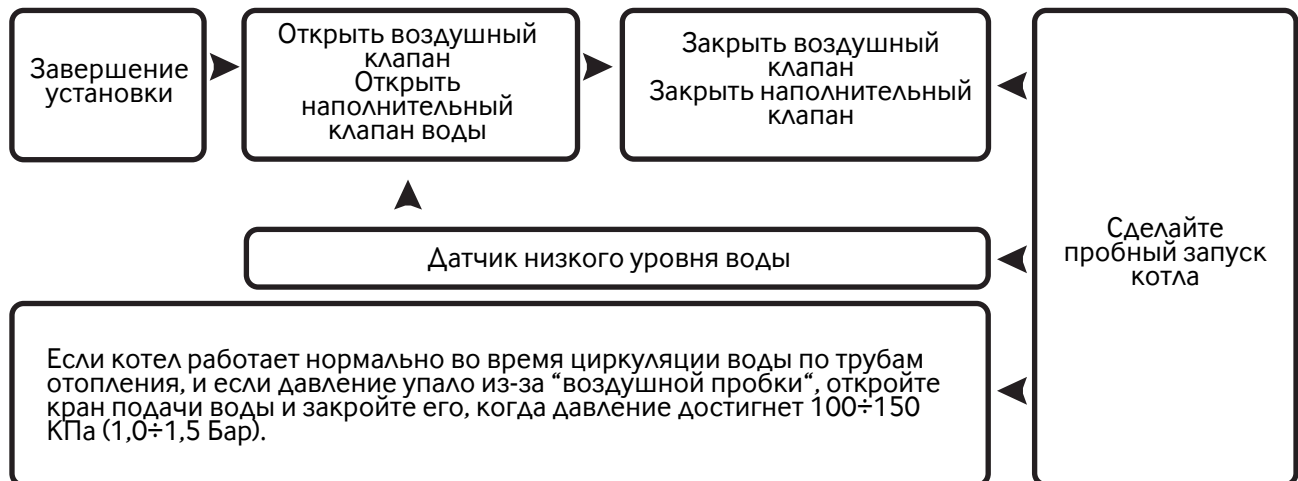 Завершение
установки
Открыть воздушный
клапан
Открыть
наполнительный
клапан воды
Закрыть воздушный
клапан
Закрыть наполнительный
клапан
Сделайте
пробный запуск
котла
Датчик низкого уровня воды
Если котел работает нормально во время циркуляции воды по трубам
отопления, и если давление упало из-за “воздушной пробки“, откройте
кран подачи воды и закройте его, когда давление достигнет 100÷150
КПа (1,0÷1,5 Бар).